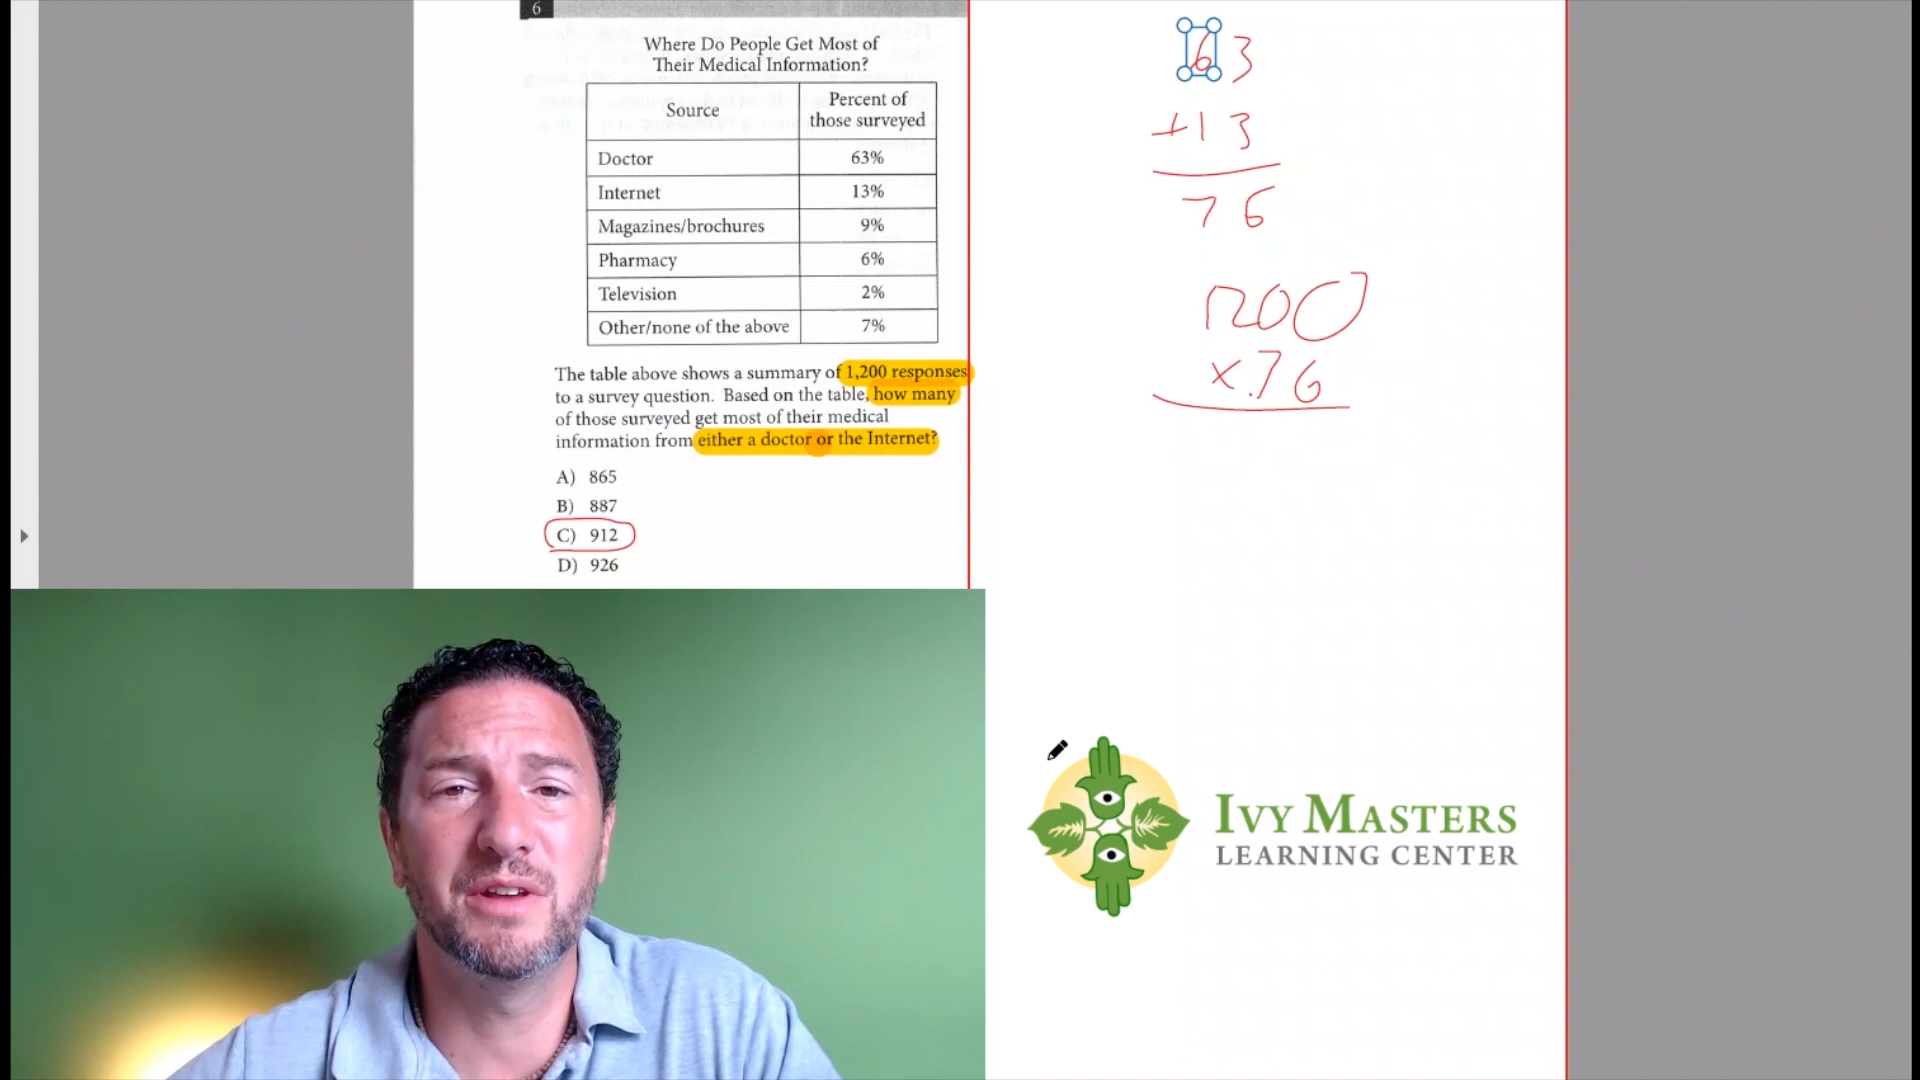 6
Where Do People Get Most of
Their Medical Information?
Source
Percent of
those surveyed
Doctor 63%
Internet 13%
Magazines/brochures 9%
Pharmacy 6%
Television 2%
Other/none of the above 7%
The table above shows a summary of 1,200 responses
to a survey question. Based on the table, how many
of those surveyed get most of their medical
information from either a doctor or the Internet?
A) 865
B) 887
C) 912
D) 926
63
+13
76
1200
x.76
IVY MASTERS
LEARNING CENTER